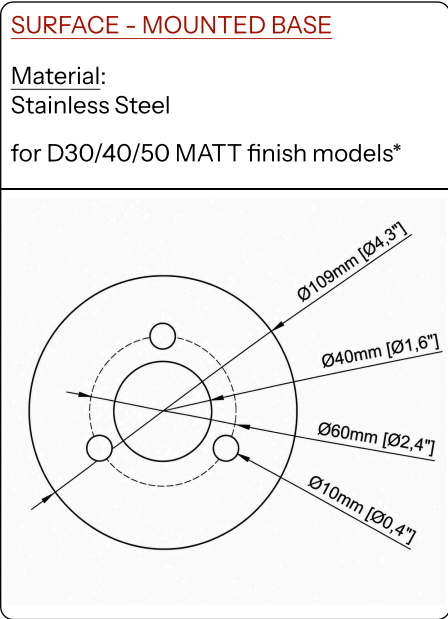 SURFACE - MOUNTED BASE
Material:
Stainless Steel
for D30/40/50 MATT finish models*
Ø109mm [Ø4,3"]
Ø40mm [Ø1,6"]
Ø60mm [Ø2,4"]
Ø10mm [Ø0,4"]